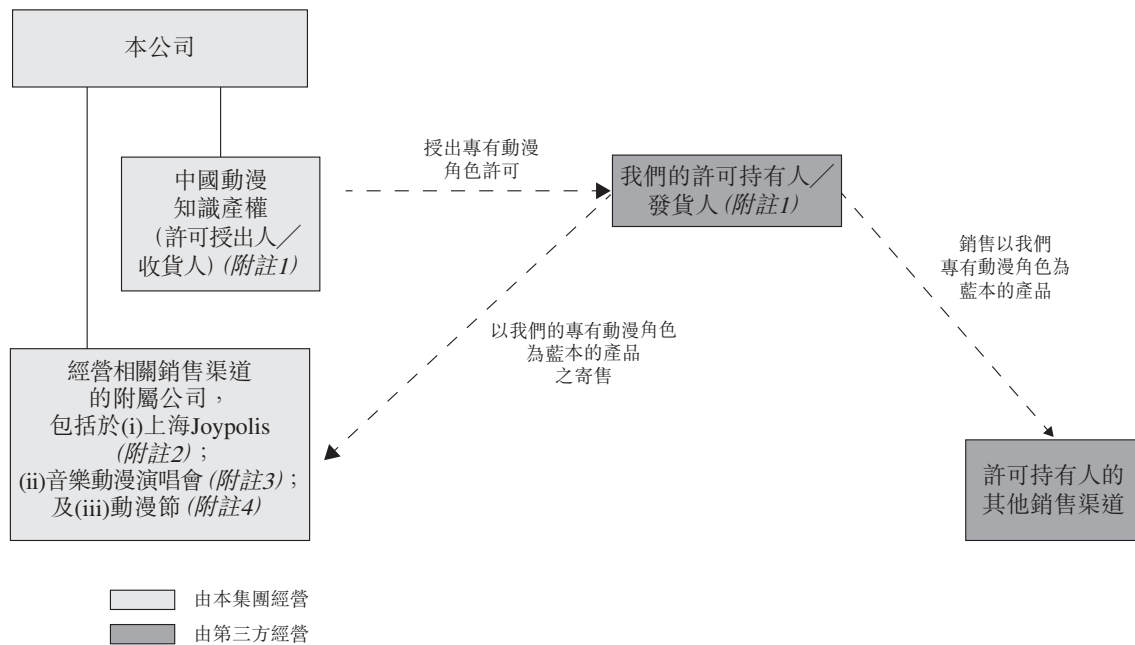 本公司
中國動漫
知識產權
（許可授出人／
收貨人）(附註1)
授出專有動漫
角色許可
我們的許可持有人／
發貨人(附註1)
銷售以我們
專有動漫角色為
藍本的產品
以我們的專有動漫角色
為藍本的產品
之寄售
經營相關銷售渠道
的附屬公司，
包括於(i)上海Joypolis
(附註2)；
(ii)音樂動漫演唱會(附註3)；
及(iii)動漫節(附註4)
許可持有人的
其他銷售渠道
由本集團經營
由第三方經營